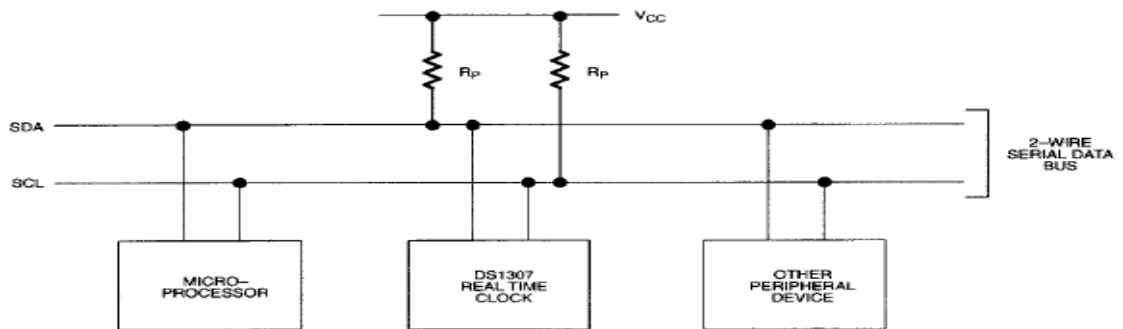 VCC
RP
RP
SDA
2-WIRE
SERIAL DATA
BUS
SCL
MICRO-
PROCESSOR
DS1307
REAL TIME
CLOCK
OTHER
PERIPHERAL
DEVICE